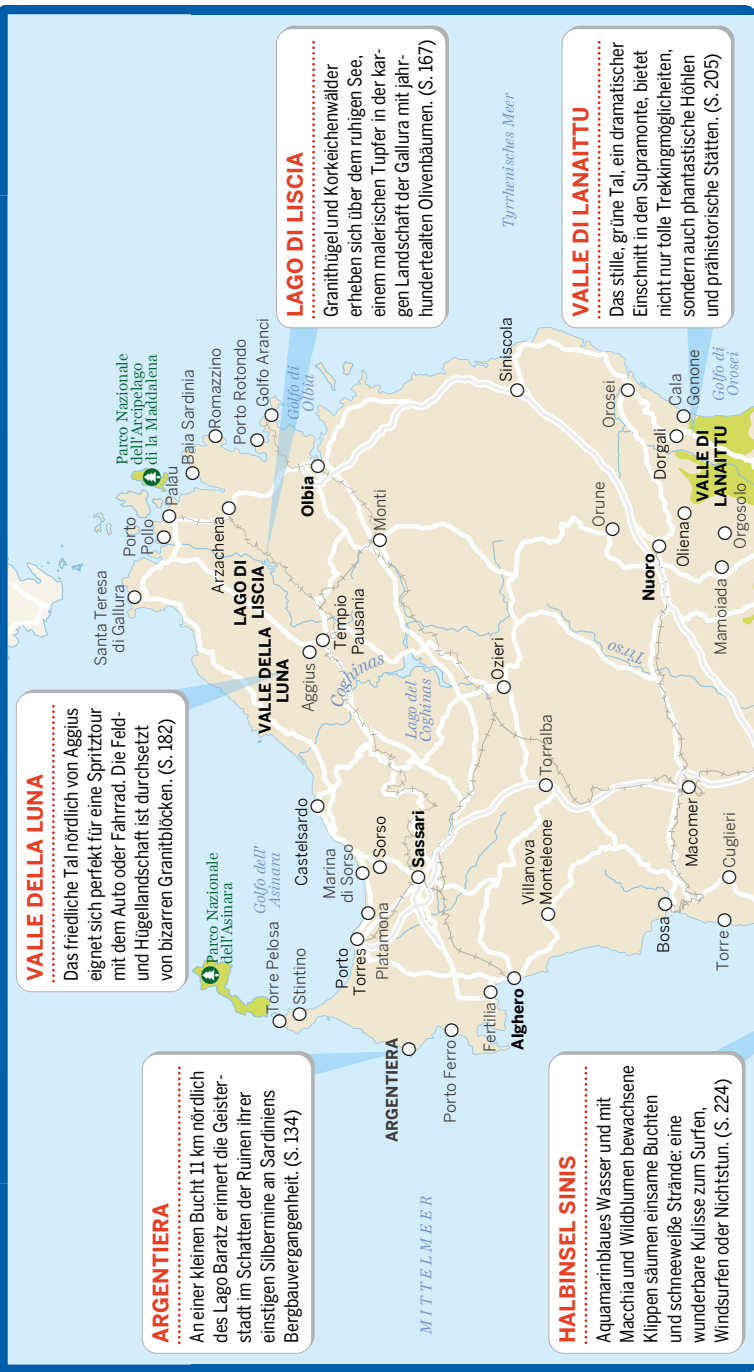 ARGENTIERA
An einer kleinen Bucht 11 km nördlich
des Lago Baratz erinnert die Geister-
stadt im Schatten der Ruinen ihrer
einstigen Silbermine an Sardiniens
Bergbauvergangenheit. (S. 134)
VALLE DELLA LUNA
Das friedliche Tal nördlich von Aggius
eignet sich perfekt für eine Spritztour
mit dem Auto oder Fahrrad. Die Feld-
und Hügellandschaft ist durchsetzt
von bizarren Granitblöcken. (S. 182)
LAGO DI LISCIA
Granithügel und Korkeichenwälder
erheben sich über dem ruhigen See,
einem malerischen Tupfer in der kar-
gen Landschaft der Gallura mit jahr-
hundertealten Olivenbäumen. (S. 167)
HALBINSEL SINIS
Aquamarinblaues Wasser und mit
Macchia und Wildblumen bewachsene
Klippen säumen einsame Buchten
und schneeweiße Strände: eine
wunderbare Kulisse zum Surfen,
Windsurfen oder Nichtstun. (S. 224)
VALLE DI LANAITTU
Das stille, grüne Tal, ein dramatischer
Einschnitt in den Supramonte, bietet
nicht nur tolle Trekkingmöglicheiten,
sondern auch phantastische Höhlen
und prähistorische Stätten. (S. 205)
Parco Nazionale
dell'Arcipelago
di la Maddalena
Santa Teresa
di Gallura
Porto
Pollo
Palau
Baia Sardinia
Romazzino
Porto Rotondo
Golfo Aranci
Golfo di
Olbia
Arzachena
LAGO DI
LISCIA
VALLE DELLA
LUNA
Aggius
Tempio
Pausania
Olbia
Monti
Coghinas
Lago del
Coghinas
Parco Nazionale
dell'Asinara
Golfo dell'
Asinara
Torre Pelosa
Stintino
Castelsardo
Marina
di Sorso
Sorso
Porto
Torres
Platamona
Sassari
ARGENTIERA
Porto Ferro
Fertilia
Alghero
MITTELMEER
Tyrrhenisches Meer
Ozieri
Torralba
Villanova
Monteleone
Siniscola
Orune
Orosei
Tirso
Nuoro
Oliena
Dorgali
Cala
Gonone
Golfo di
Orosei
VALLE DI
LANAITTU
Orgosolo
Mamoiada
Macomer
Bosa
Cuglieri
Torre